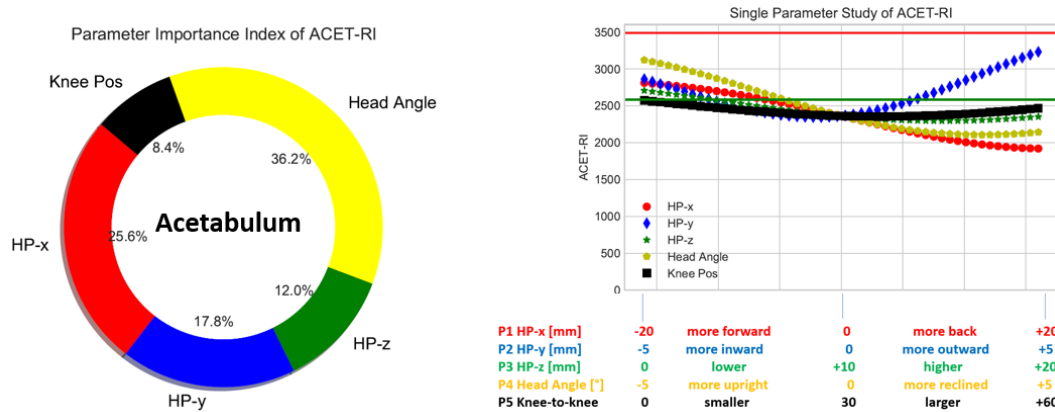 Parameter Importance Index of ACET-RI
Knee Pos
Head Angle
8.4%
36.2%
Acetabulum
HP-x
25.6%
12.0%
17.8%
HP-z
HP-y
Single Parameter Study of ACET-RI
3500
3000
2500
2000
1500
1000
500
0
ACET-RI
HP-x
HP-y
HP-z
Head Angle
Knee Pos
P1 HP-x [mm] -20 more forward 0 more back +20
P2 HP-y [mm] -5 more inward 0 more outward +5
P3 HP-z [mm] 0 lower +10 higher +20
P4 Head Angle [°] -5 more upright 0 more reclined +5
P5 Knee-to-knee 0 smaller 30 larger +60